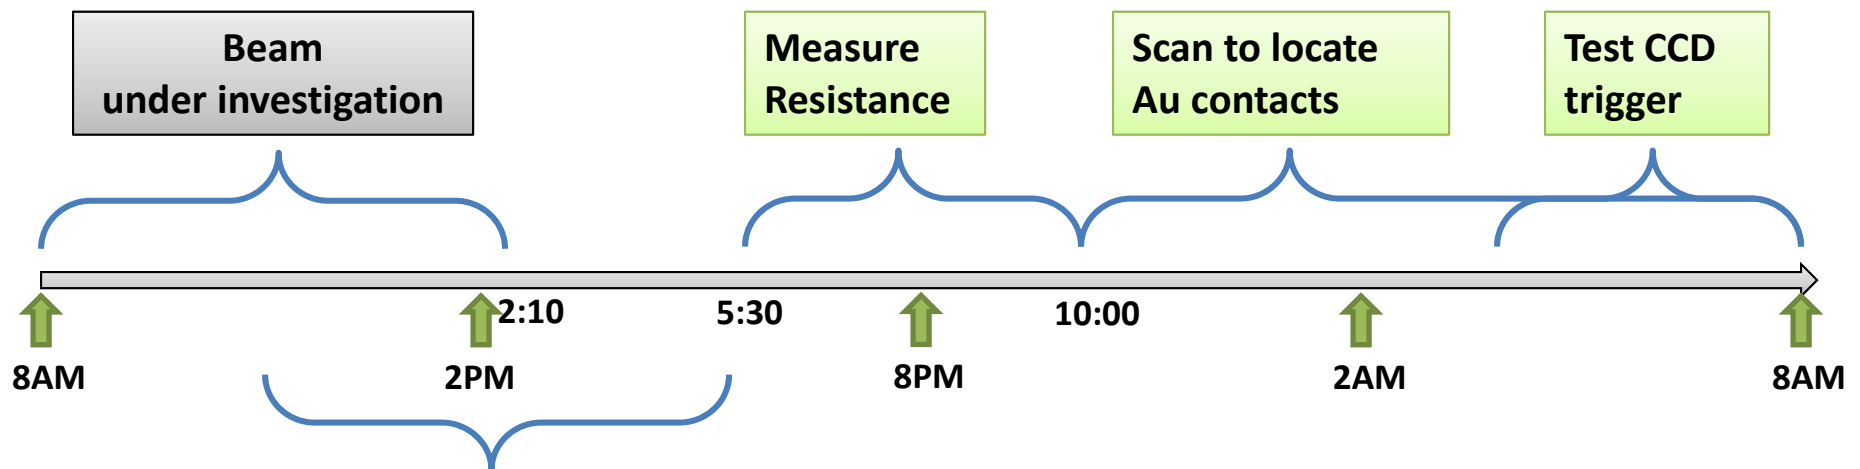 Beam
under investigation
Measure
Resistance
Scan to locate
Au contacts
Test CCD
trigger
2:10
5:30
10:00
8AM
2PM
8PM
2AM
8AM